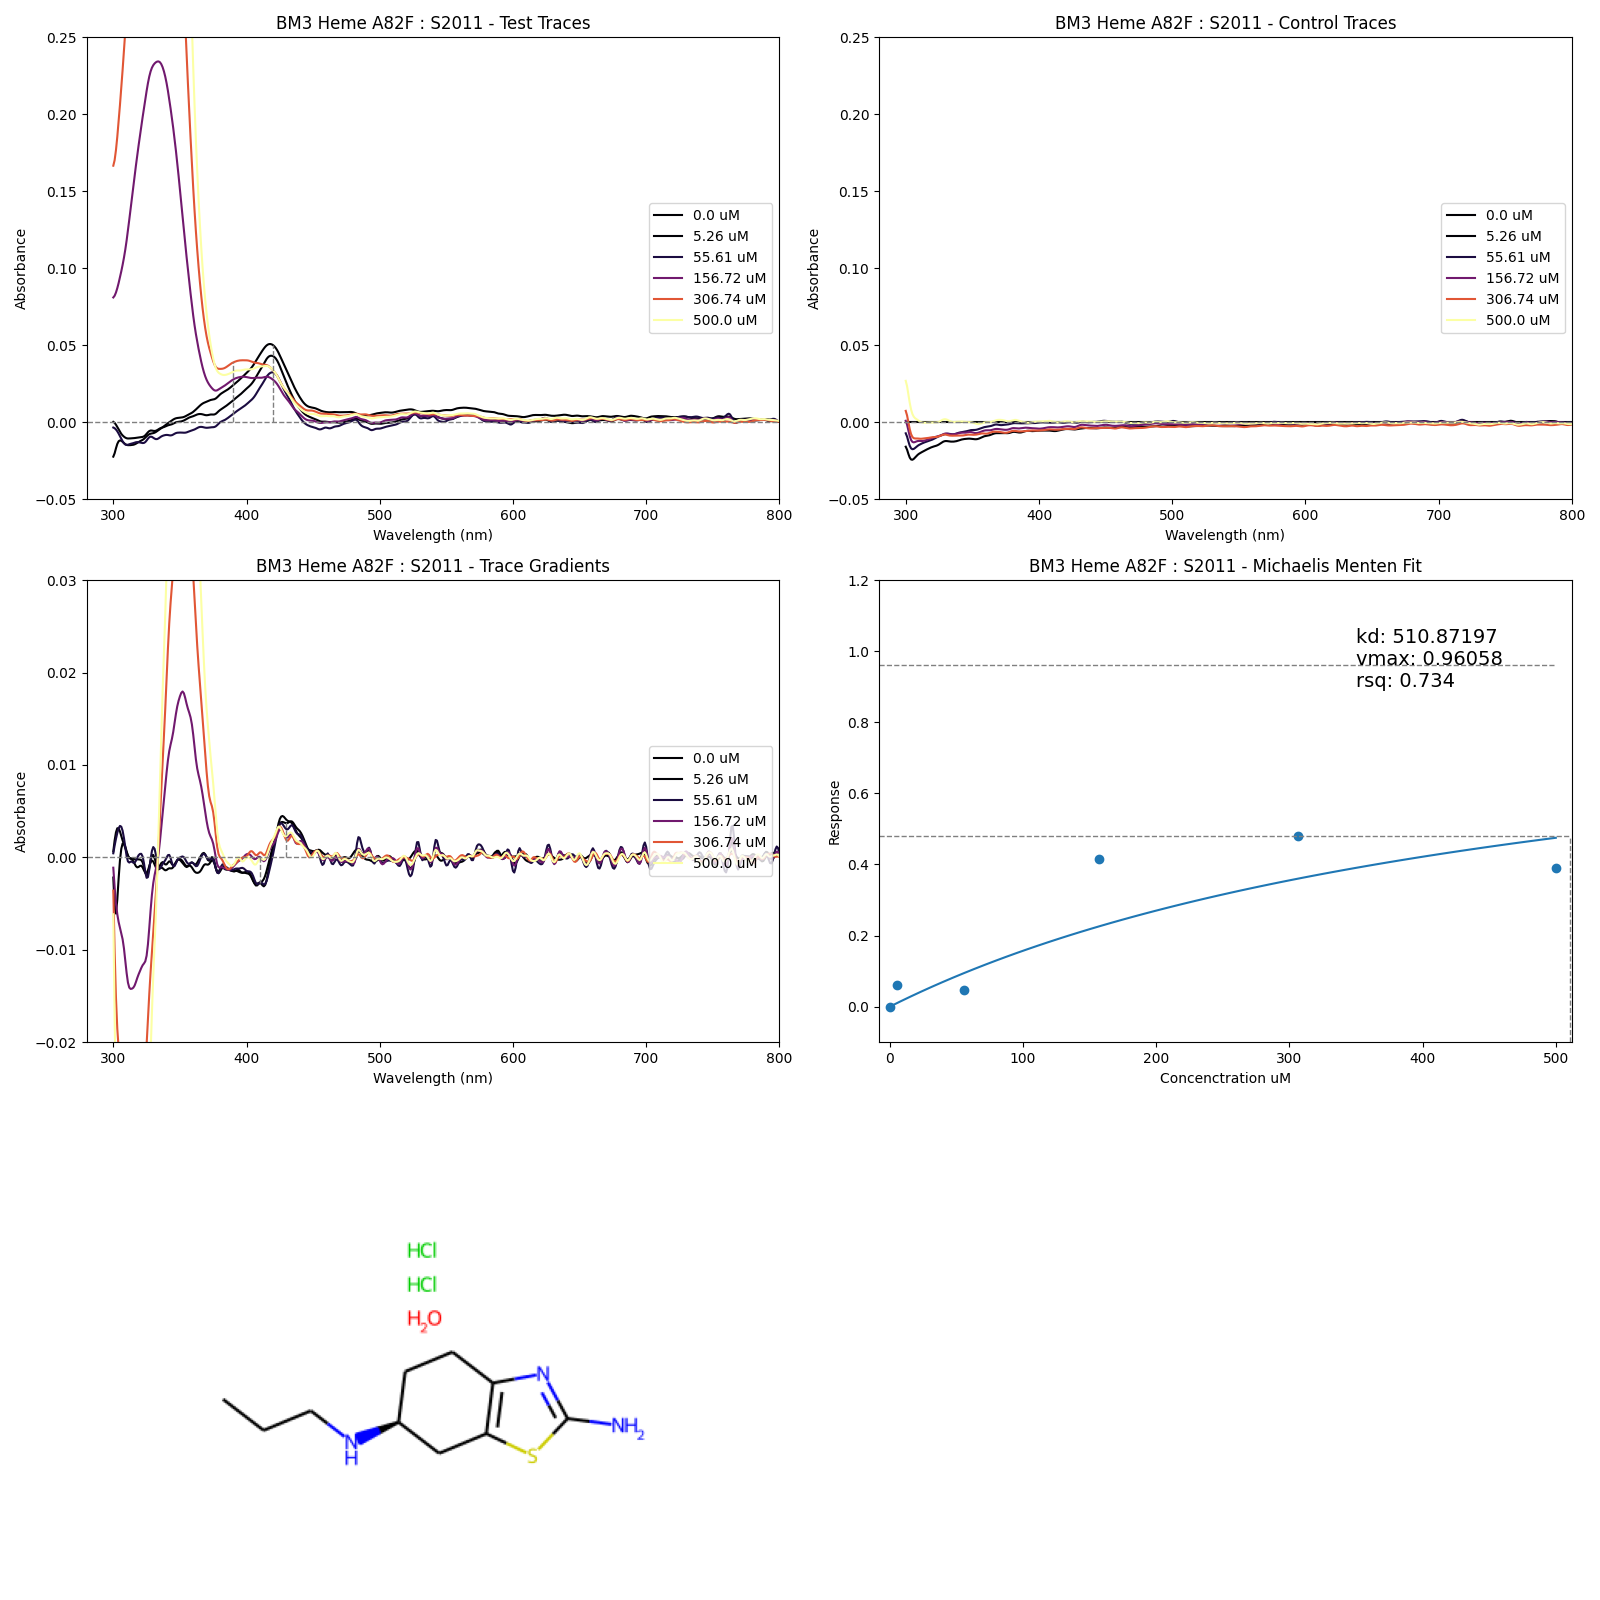 BM3 Heme A82F : S2011 - Test Traces
0.25
0.20
0.15
0.10
0.05
0.00
−0.05
Absorbance
300 400 500 600 700 800
Wavelength (nm)
0.0 uM
5.26 uM
55.61 uM
156.72 uM
306.74 uM
500.0 uM
BM3 Heme A82F : S2011 - Control Traces
0.25
0.20
0.15
0.10
0.05
0.00
−0.05
Absorbance
300 400 500 600 700 800
Wavelength (nm)
0.0 uM
5.26 uM
55.61 uM
156.72 uM
306.74 uM
500.0 uM
BM3 Heme A82F : S2011 - Trace Gradients
0.03
0.02
0.01
0.00
−0.01
−0.02
Absorbance
300 400 500 600 700 800
Wavelength (nm)
0.0 uM
5.26 uM
55.61 uM
156.72 uM
306.74 uM
500.0 uM
BM3 Heme A82F : S2011 - Michaelis Menten Fit
1.2
1.0
0.8
0.6
0.4
0.2
0.0
Response
kd: 510.87197
vmax: 0.96058
rsq: 0.734
0 100 200 300 400 500
Concenctration uM
HCl
HCl
H2O
N
NH2
N
H
S